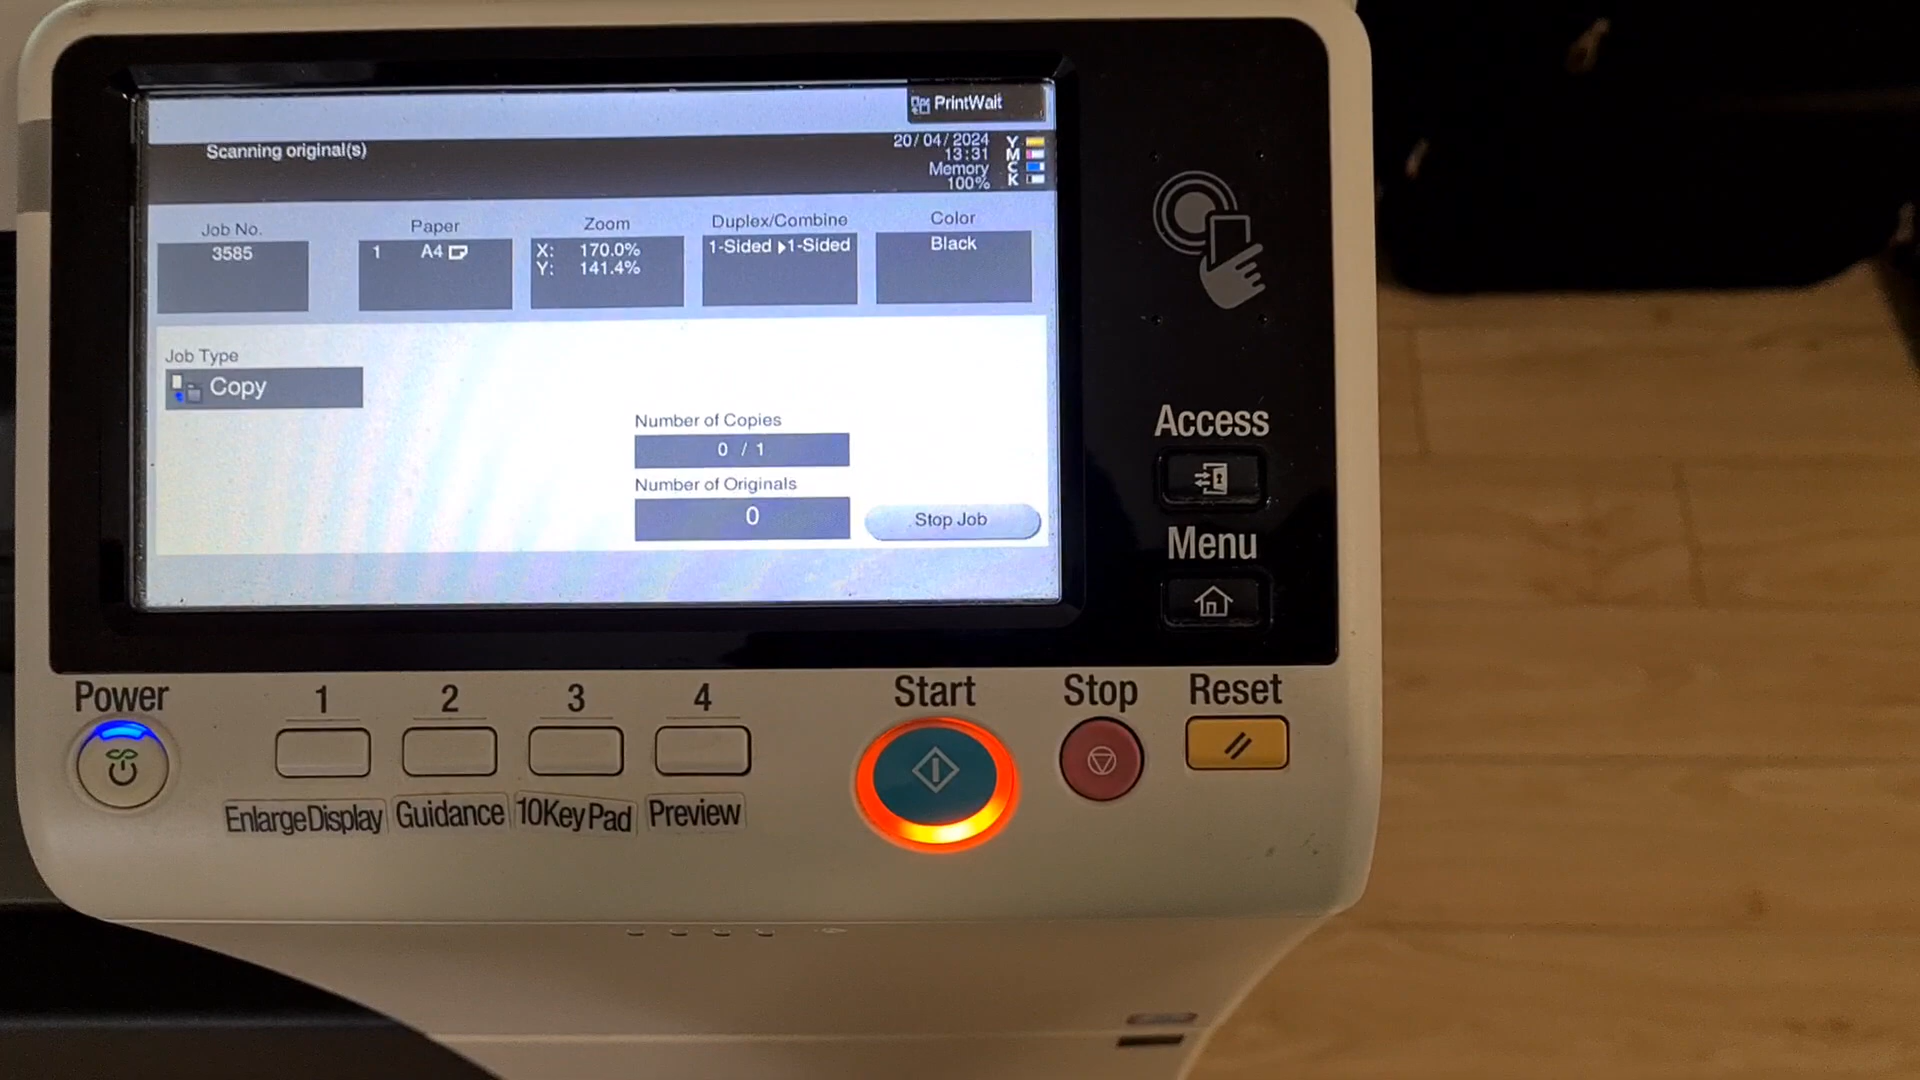 PrintWait
Scanning original(s)
20/04/2024
13:31
Memory
100%
Y
M
C
K
Job No.
3585
Paper
1 A4
Zoom
X: 170.0%
Y: 141.4%
Duplex/Combine
1-Sided 1-Sided
Color
Black
Job Type
Copy
Number of Copies
0 / 1
Number of Originals
0
Stop Job
Access
Menu
Power
1
2
3
4
Start
Stop
Reset
EnlargeDisplay
Guidance
10KeyPad
Preview